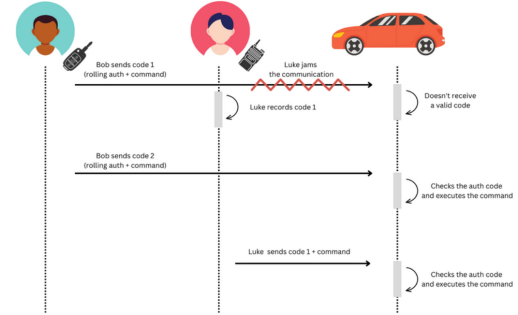 Bob sends code 1
(rolling auth + command)
Luke jams
the communication
Doesn't receive
a valid code
Luke records code 1
Bob sends code 2
(rolling auth + command)
Checks the auth code
and executes the command
Luke sends code 1 + command
Checks the auth code
and executes the command